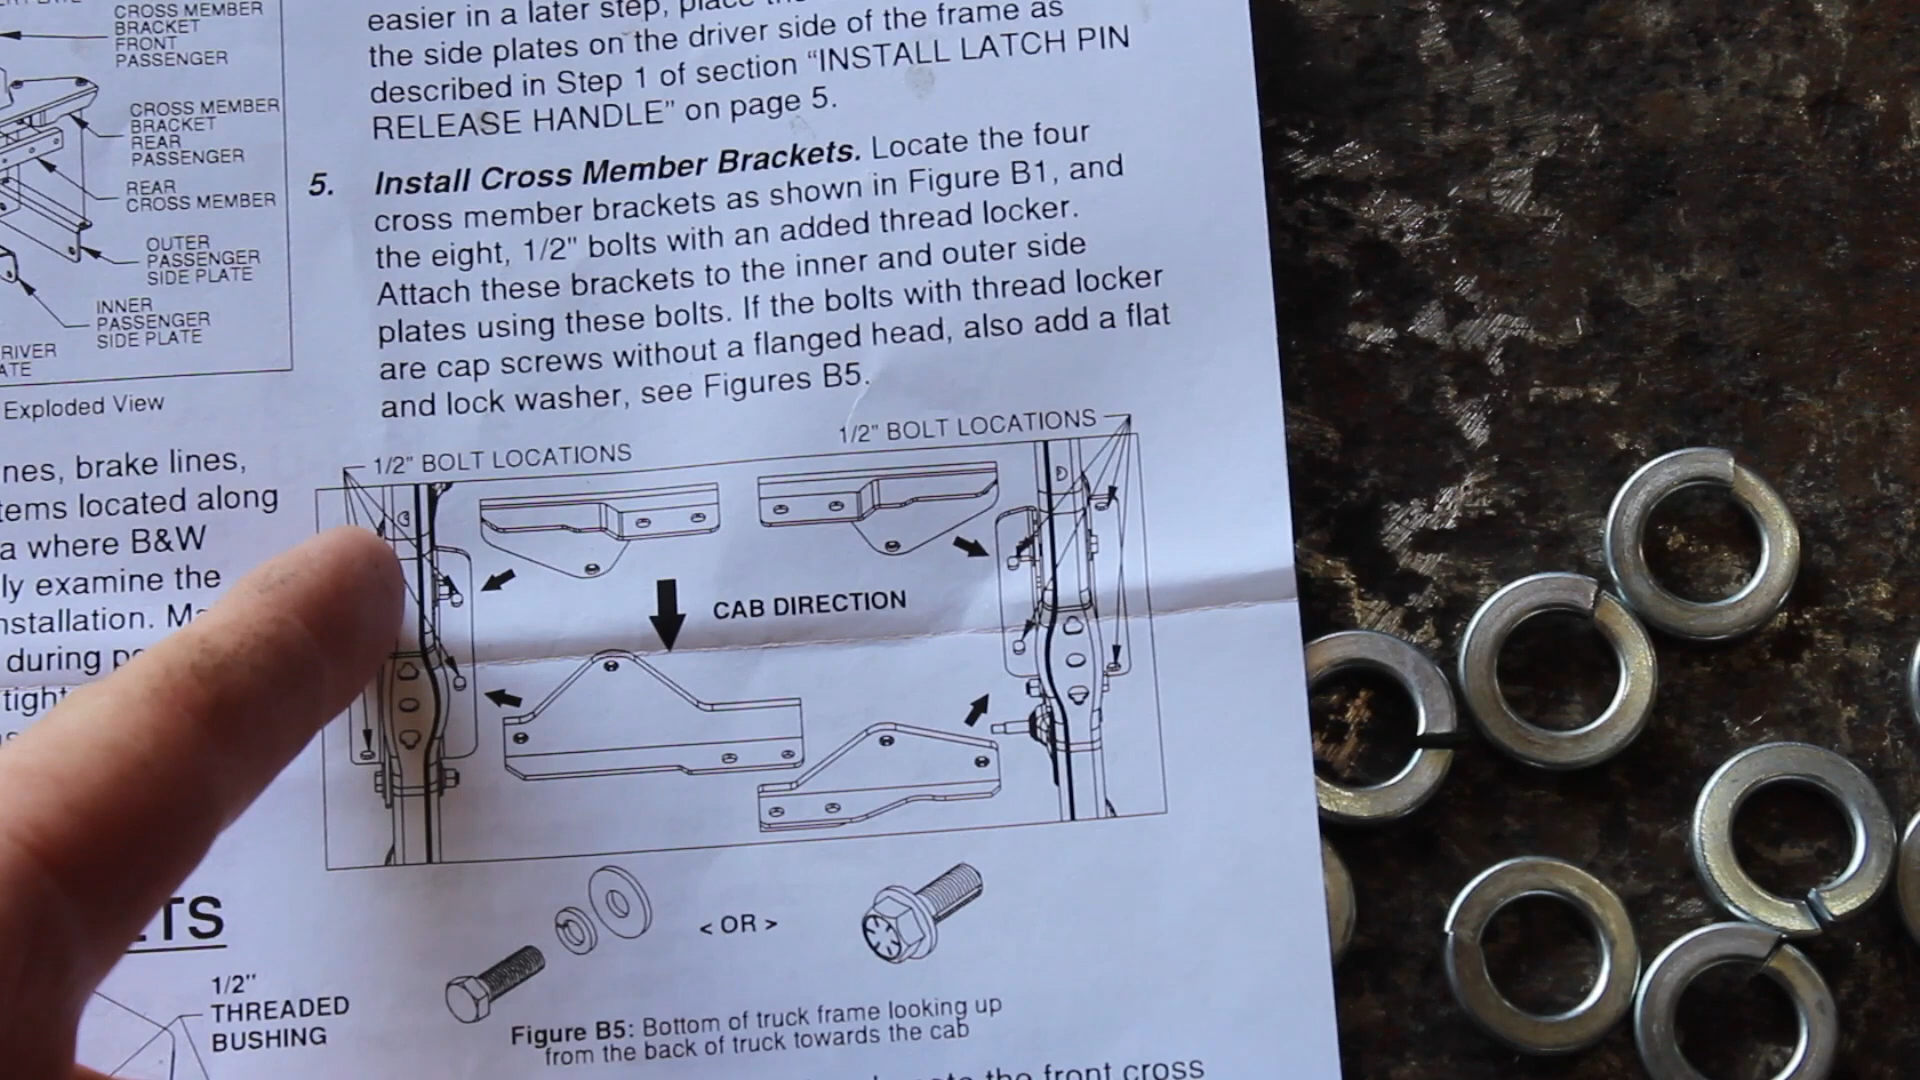 CROSS MEMBER
BRACKET
FRONT
PASSENGER
CROSS MEMBER
BRACKET
REAR
PASSENGER
REAR
CROSS MEMBER
OUTER
PASSENGER
SIDE PLATE
INNER
PASSENGER
SIDE PLATE
RIVER
ATE
Exploded View
nes, brake lines,
tems located along
a where B&W
ly examine the
nstallation.
during
tight
TS
1/2"
THREADED
BUSHING
easier in a later step, place
the side plates on the driver side of the frame as
described in Step 1 of section “INSTALL LATCH PIN
RELEASE HANDLE” on page 5.
5. Install Cross Member Brackets. Locate the four
cross member brackets as shown in Figure B1, and
the eight, 1/2" bolts with an added thread locker.
Attach these brackets to the inner and outer side
plates using these bolts. If the bolts with thread locker
are cap screws without a flanged head, also add a flat
and lock washer, see Figures B5.
1/2" BOLT LOCATIONS
1/2" BOLT LOCATIONS
CAB DIRECTION
< OR >
Figure B5: Bottom of truck frame looking up
from the back of truck towards the cab
the front cross